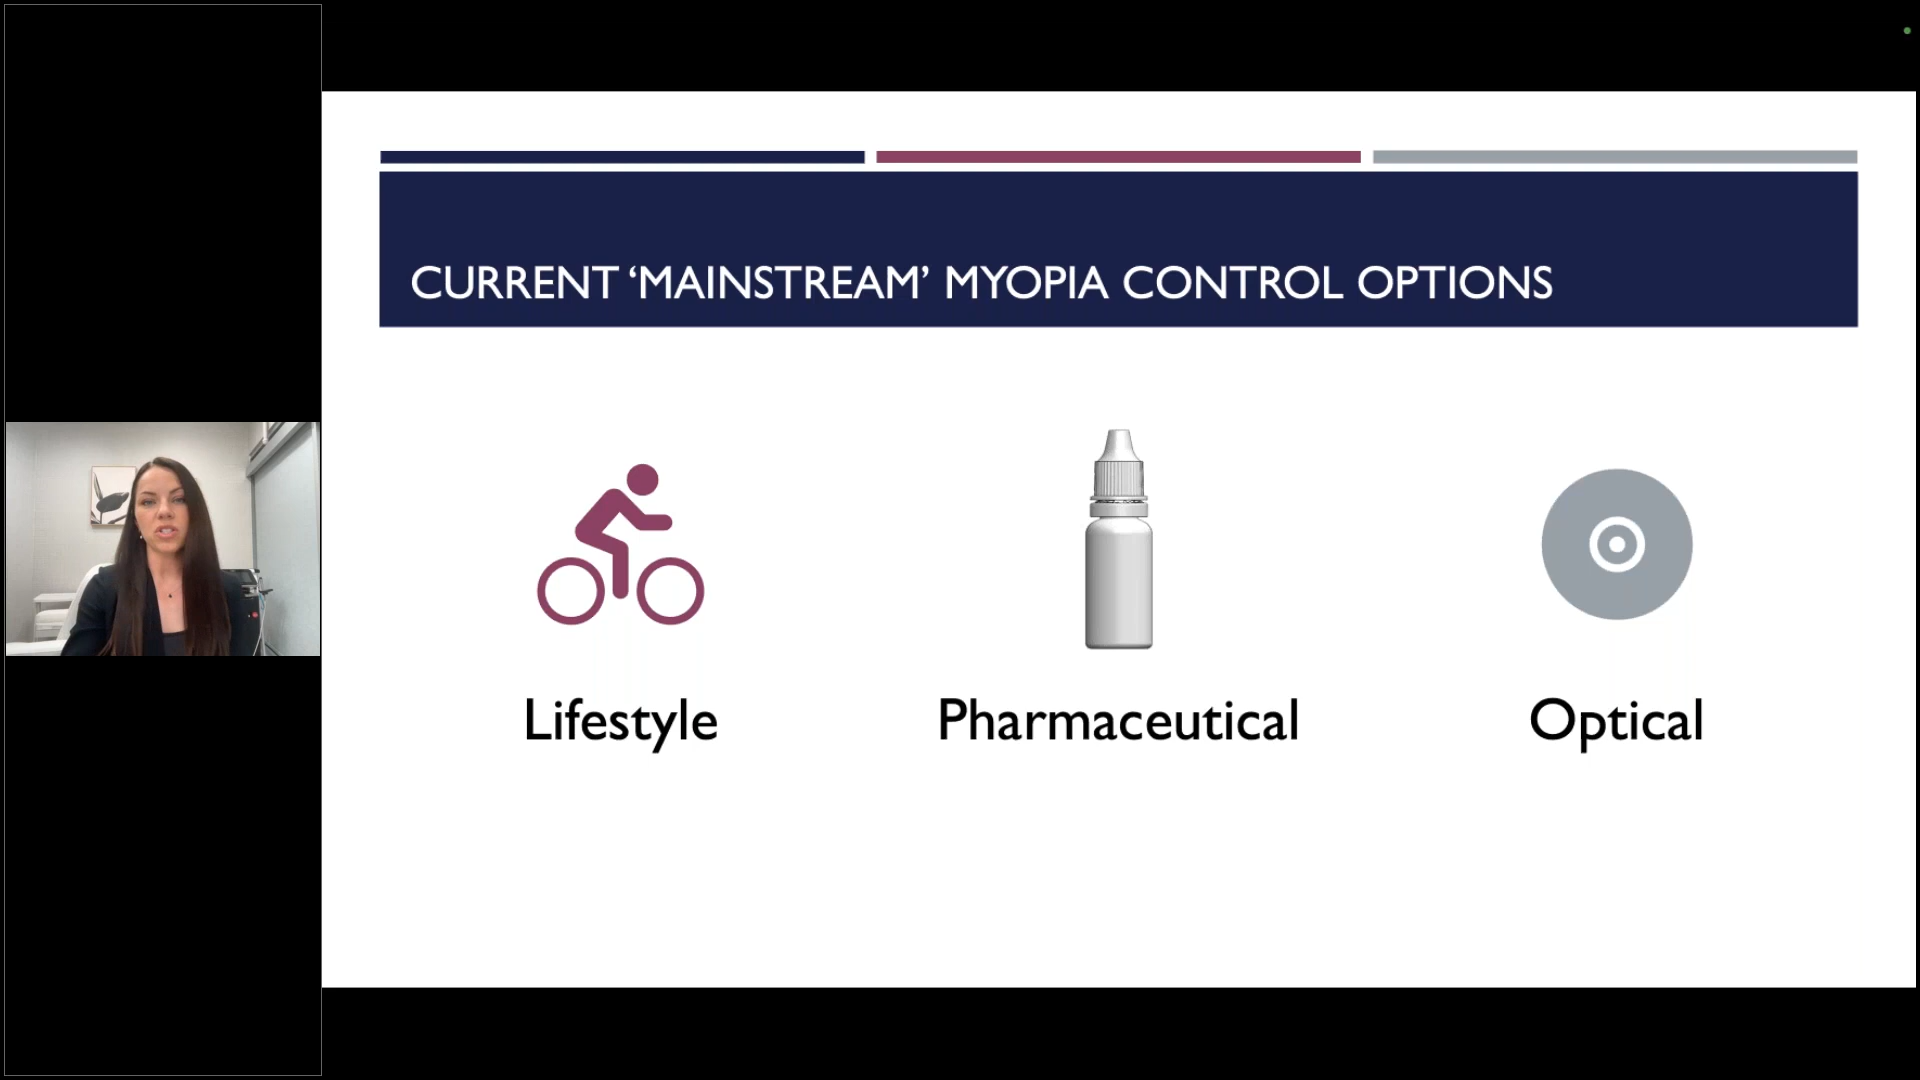 CURRENT ‘MAINSTREAM’ MYOPIA CONTROL OPTIONS
Lifestyle
Pharmaceutical
Optical